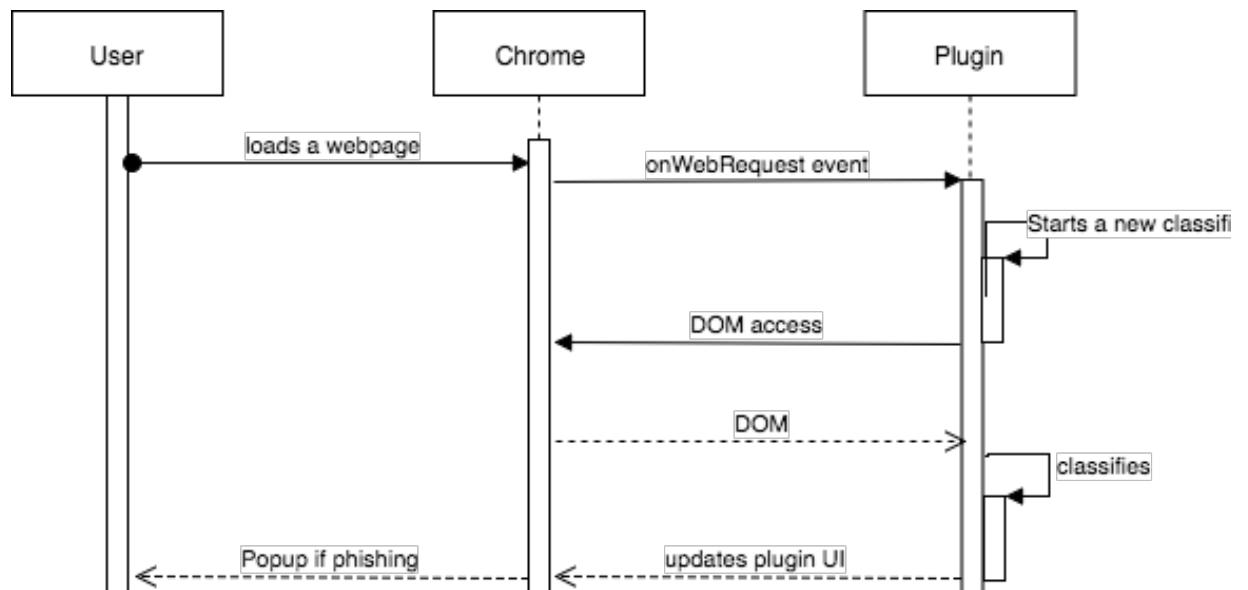 User
Chrome
Plugin
loads a webpage
onWebRequest event
Starts a new classifi
DOM access
DOM
classifies
Popup if phishing
updates plugin UI